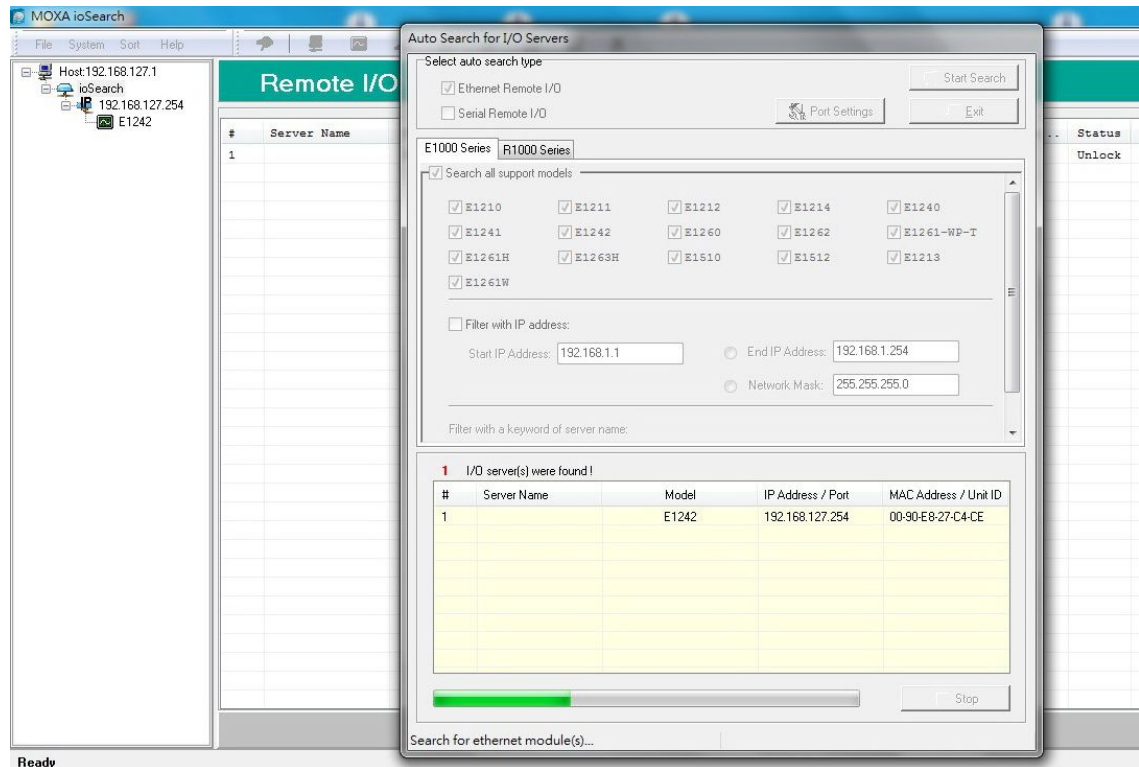 MOXA ioSearch
File System Sort Help
Host:192.168.127.1
ioSearch
192.168.127.254
E1242
Remote I/O
# Server Name .. Status
1 Unlock
Auto Search for I/O Servers
Select auto search type
Ethernet Remote I/O
Serial Remote I/O
Start Search
Port Settings
Exit
E1000 Series R1000 Series
Search all support models
E1210 E1211 E1212 E1214 E1240
E1241 E1242 E1260 E1262 E1261-WP-T
E1261H E1263H E1510 E1512 E1213
E1261W
Filter with IP address:
Start IP Address: 192.168.1.1 End IP Address: 192.168.1.254
Network Mask: 255.255.255.0
Filter with a keyword of server name:
1 I/O server(s) were found !
# Server Name Model IP Address / Port MAC Address / Unit ID
1 E1242 192.168.127.254 00-90-E8-27-C4-CE
Stop
Search for ethernet module(s)...
Ready